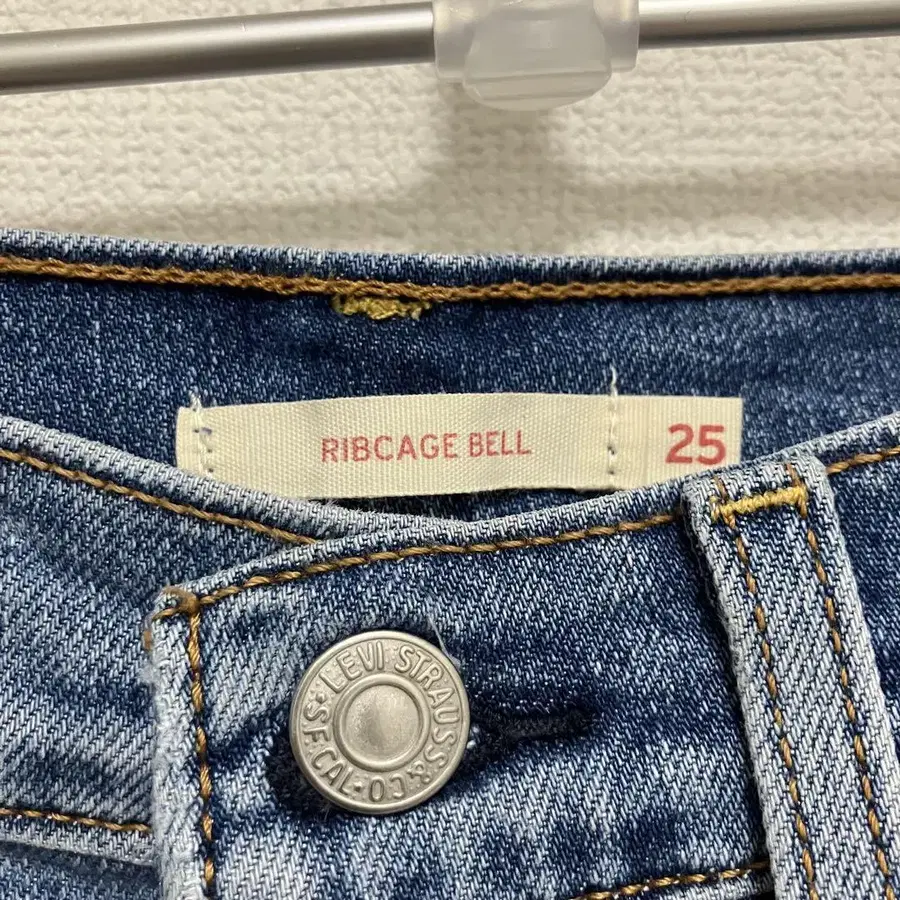 RIBCAGE BELL 25
LEVI STRAUSS & CO
S.F. CAL